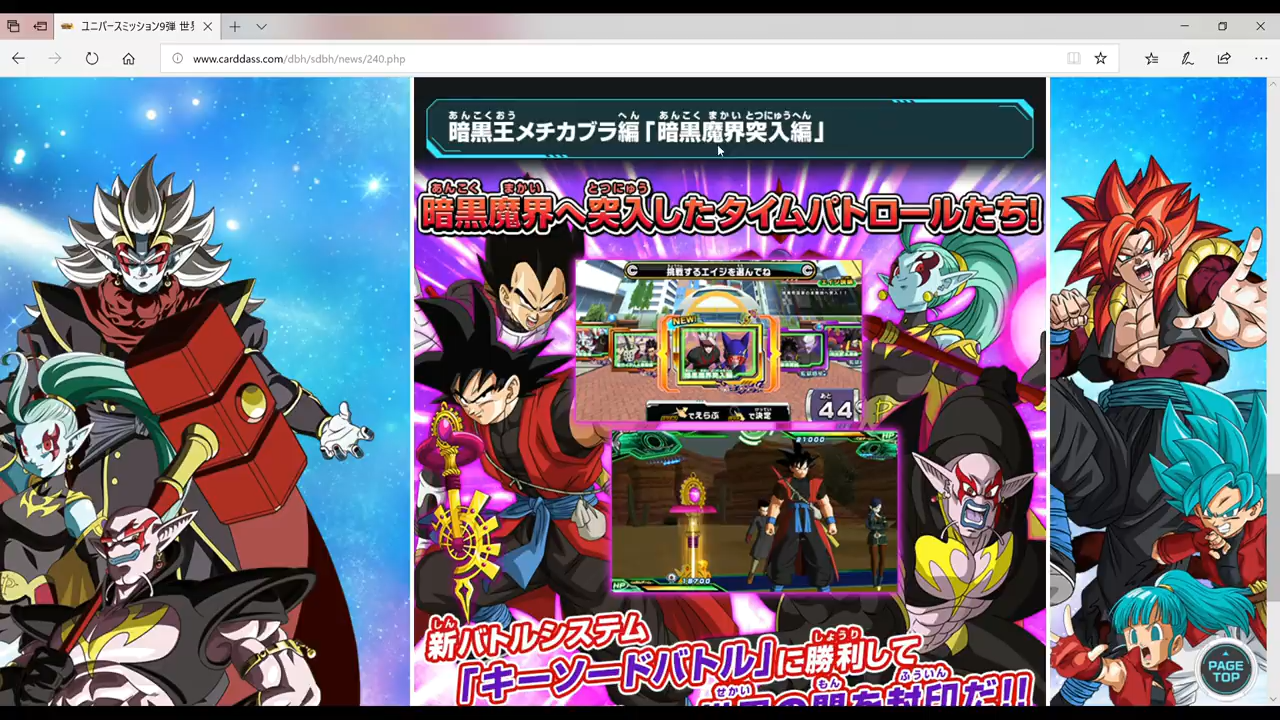 ユニバースミッション9弾 世
www.carddass.com/dbh/sdbh/news/240.php
あんこくおう へん あんこく まかい とつにゅうへん
暗黒王メチカブラ編「暗黒魔界突入編」
あんこく まかい とつにゅう
暗黒魔界へ突入したタイムパトロールたち!
挑戦するエイジを選んでね
NEW!
でえらぶ
で決定
あと
44
21000
HP
HP
18700
しん
新バトルシステム
しょうり
「キーソードバトル」に勝利して
せかい もん ふういん
の門を封印だ!!
PAGE
TOP